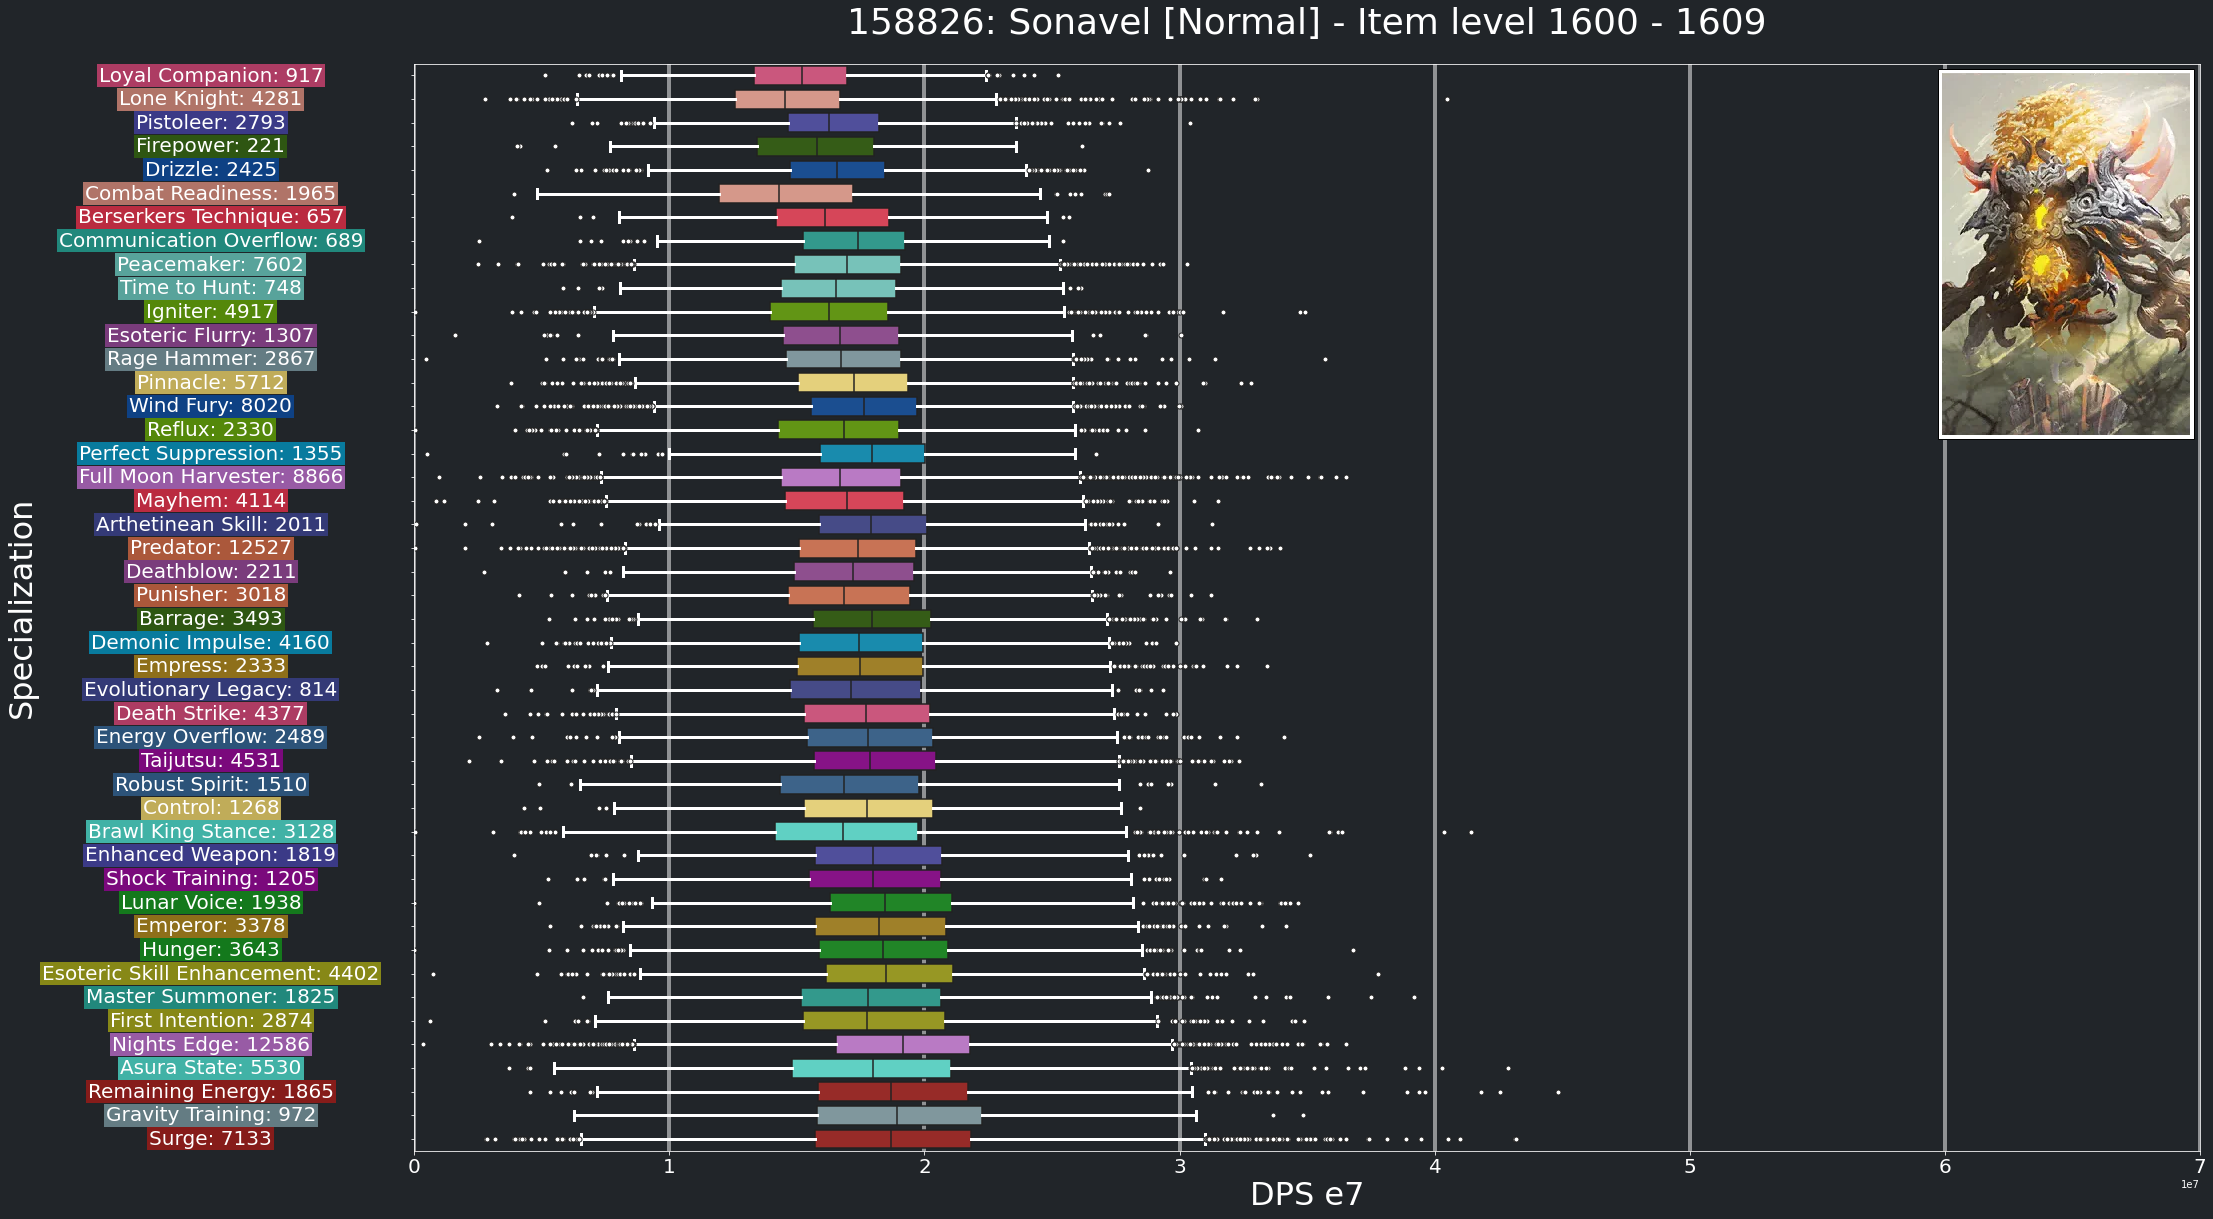 158826: Sonavel [Normal] - Item level 1600 - 1609
Specialization
Loyal Companion: 917
Lone Knight: 4281
Pistoleer: 2793
Firepower: 221
Drizzle: 2425
Combat Readiness: 1965
Berserkers Technique: 657
Communication Overflow: 689
Peacemaker: 7602
Time to Hunt: 748
Igniter: 4917
Esoteric Flurry: 1307
Rage Hammer: 2867
Pinnacle: 5712
Wind Fury: 8020
Reflux: 2330
Perfect Suppression: 1355
Full Moon Harvester: 8866
Mayhem: 4114
Arthetinean Skill: 2011
Predator: 12527
Deathblow: 2211
Punisher: 3018
Barrage: 3493
Demonic Impulse: 4160
Empress: 2333
Evolutionary Legacy: 814
Death Strike: 4377
Energy Overflow: 2489
Taijutsu: 4531
Robust Spirit: 1510
Control: 1268
Brawl King Stance: 3128
Enhanced Weapon: 1819
Shock Training: 1205
Lunar Voice: 1938
Emperor: 3378
Hunger: 3643
Esoteric Skill Enhancement: 4402
Master Summoner: 1825
First Intention: 2874
Nights Edge: 12586
Asura State: 5530
Remaining Energy: 1865
Gravity Training: 972
Surge: 7133
0 1 2 3 4 5 6 7
1e7
DPS e7